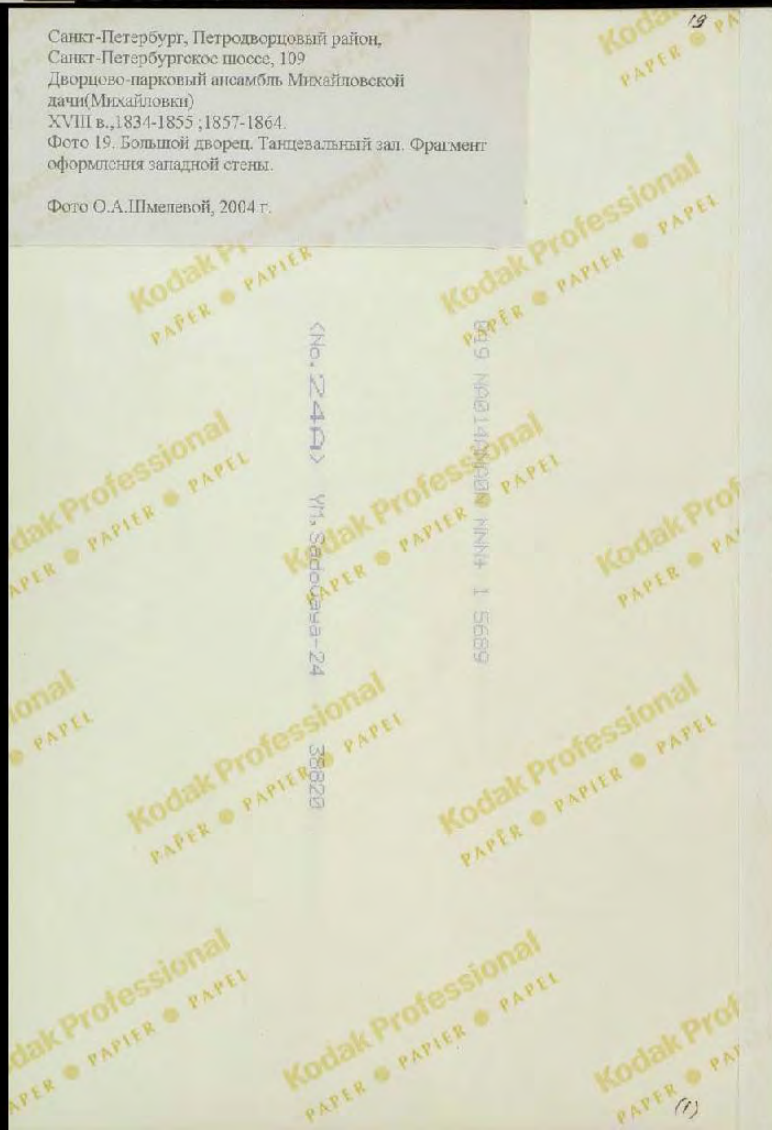 19
Санкт-Петербург, Петродворцовый район,
Санкт-Петербургское шоссе, 109
Дворцово-парковый ансамбль Михайловской
дачи(Михайловки)
XVIII в.,1834-1855 ;1857-1864.
Фото 19. Большой дворец. Танцевальный зал. Фрагмент
оформления западной стены.
Фото О.А.Шмелевой, 2004 г.
Kodak Professional
PAPER PAPIER PAPEL
<No. 24A> YM, Sadovaya-24 38820
1 5689
(1)